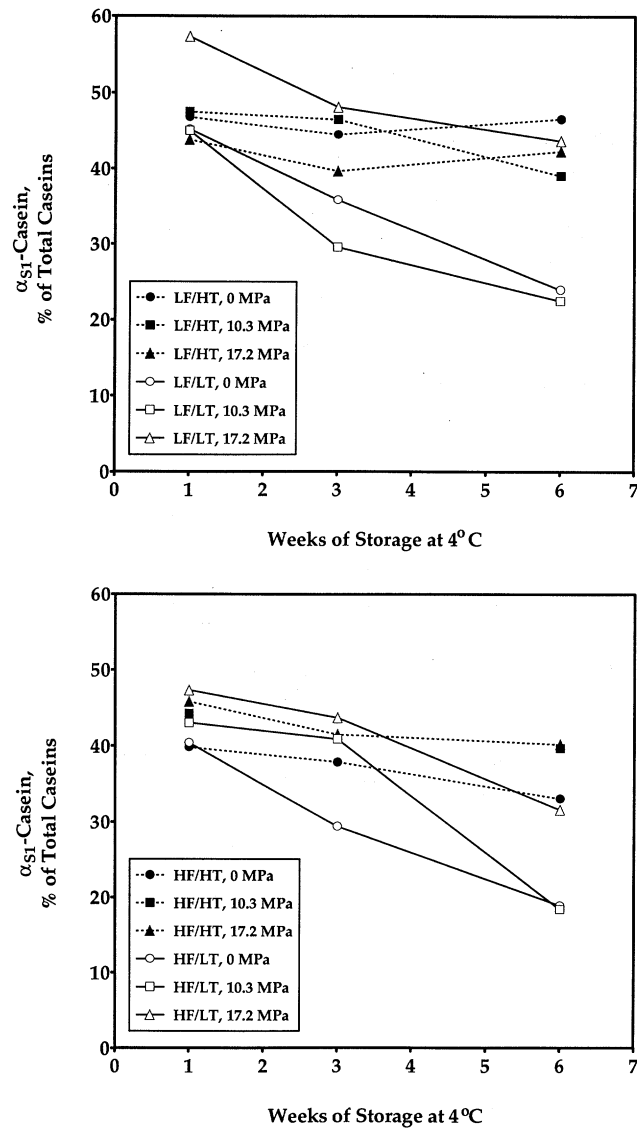 60
50
40
30
20
10
0
αS1-Casein,
% of Total Caseins
LF/HT, 0 MPa
LF/HT, 10.3 MPa
LF/HT, 17.2 MPa
LF/LT, 0 MPa
LF/LT, 10.3 MPa
LF/LT, 17.2 MPa
0 1 2 3 4 5 6 7
Weeks of Storage at 4° C
60
50
40
30
20
10
0
αS1-Casein,
% of Total Caseins
HF/HT, 0 MPa
HF/HT, 10.3 MPa
HF/HT, 17.2 MPa
HF/LT, 0 MPa
HF/LT, 10.3 MPa
HF/LT, 17.2 MPa
0 1 2 3 4 5 6 7
Weeks of Storage at 4°C